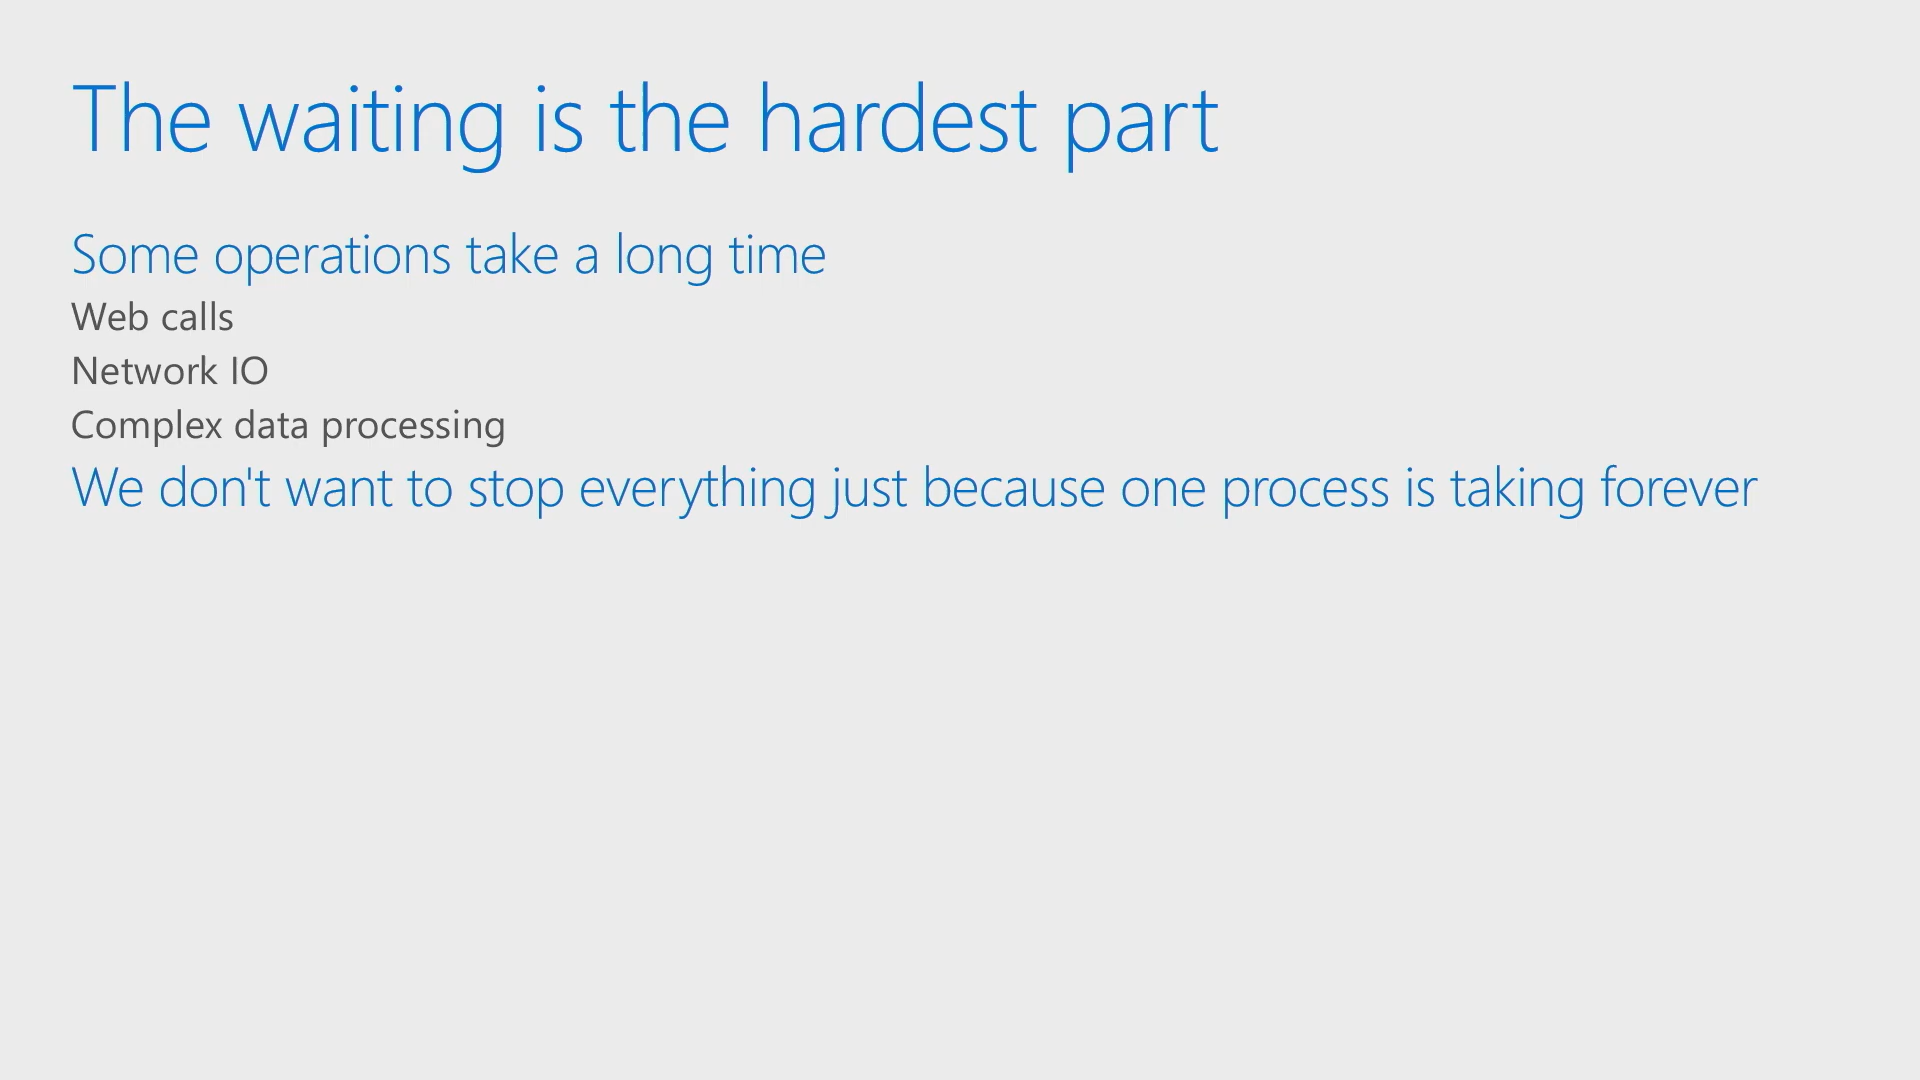 The waiting is the hardest part
Some operations take a long time
Web calls
Network IO
Complex data processing
We don't want to stop everything just because one process is taking forever